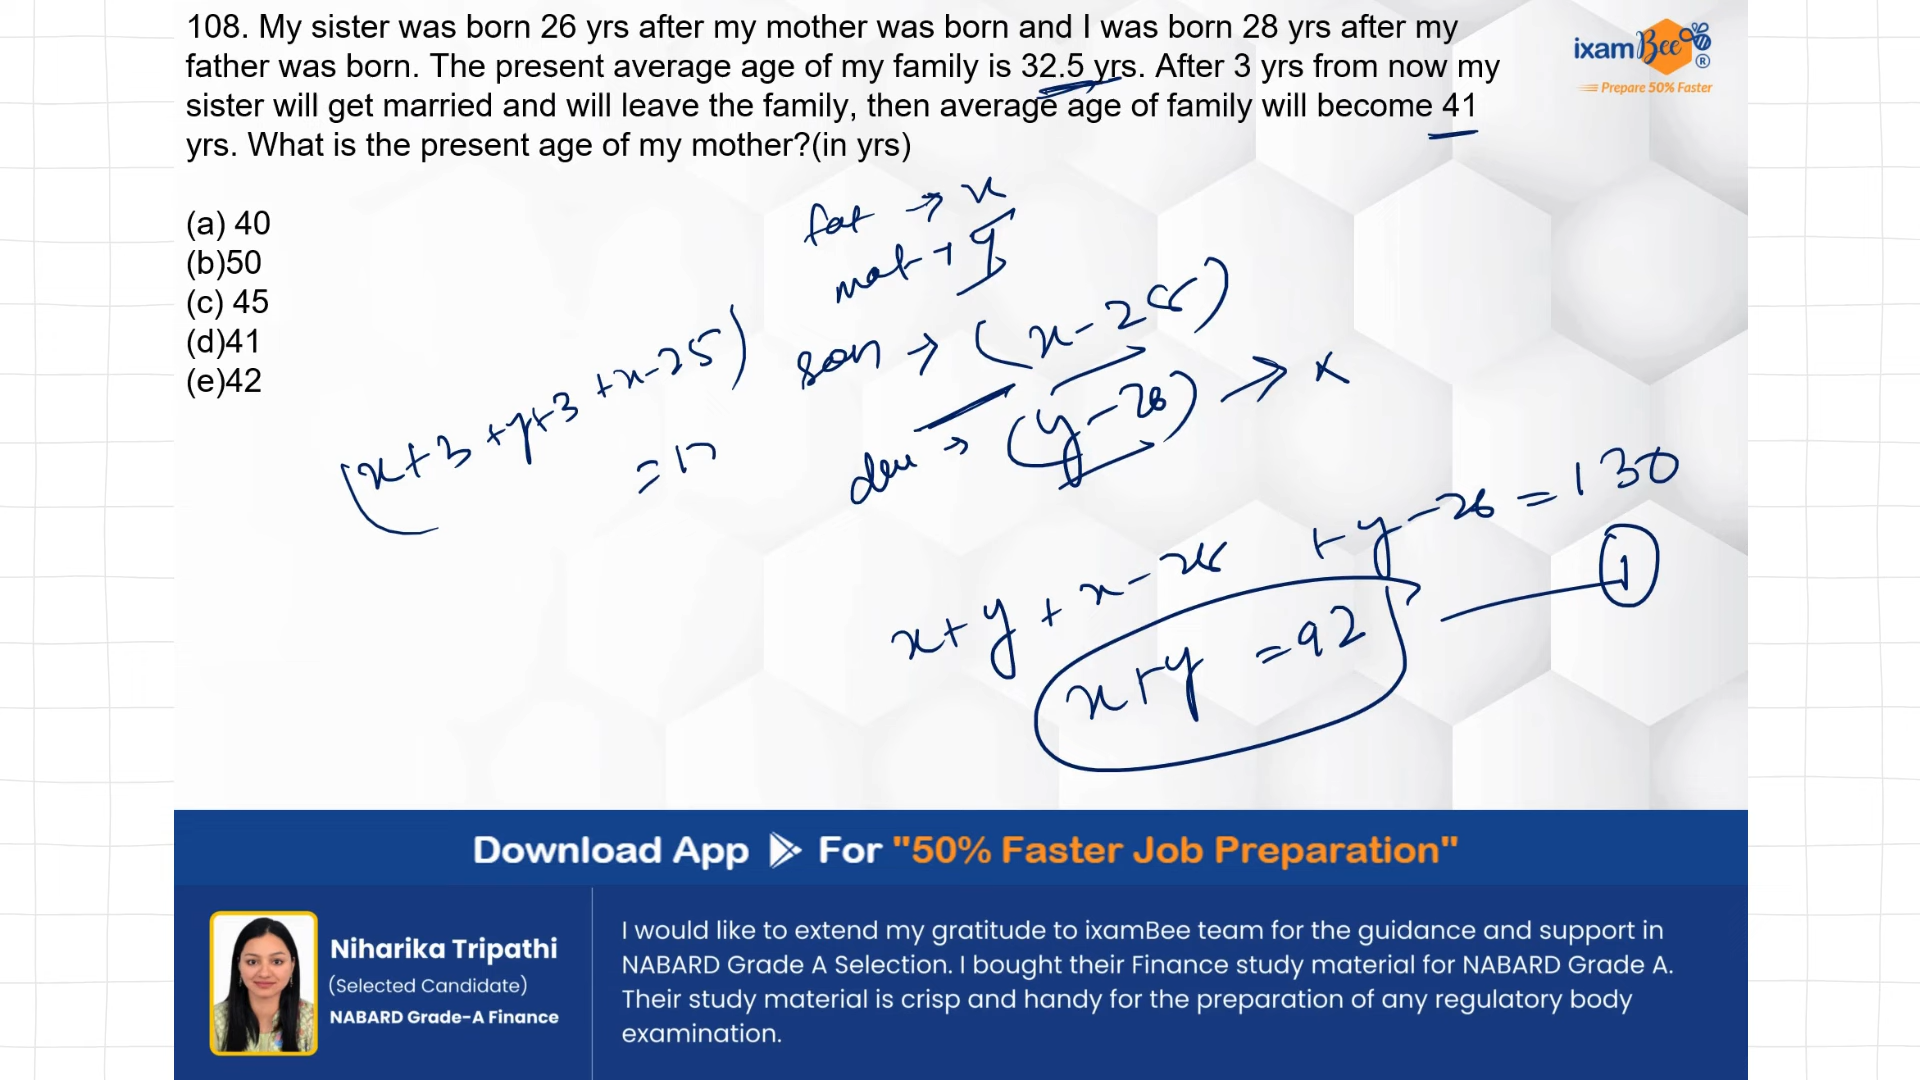 108. My sister was born 26 yrs after my mother was born and I was born 28 yrs after my
father was born. The present average age of my family is 32.5 yrs. After 3 yrs from now my
sister will get married and will leave the family, then average age of family will become 41
yrs. What is the present age of my mother?(in yrs)
ixamBee®
Prepare 50% Faster
(a) 40
(b)50
(c) 45
(d)41
(e)42
fat → x
mot → y
son → (x-28)
(y-26) → x
(x+3 +y+3 +x-25)
= 12
x+y + x-28 +y-26 = 130
x+y = 92
1
Download App For "50% Faster Job Preparation"
Niharika Tripathi
(Selected Candidate)
NABARD Grade-A Finance
I would like to extend my gratitude to ixamBee team for the guidance and support in
NABARD Grade A Selection. I bought their Finance study material for NABARD Grade A.
Their study material is crisp and handy for the preparation of any regulatory body
examination.